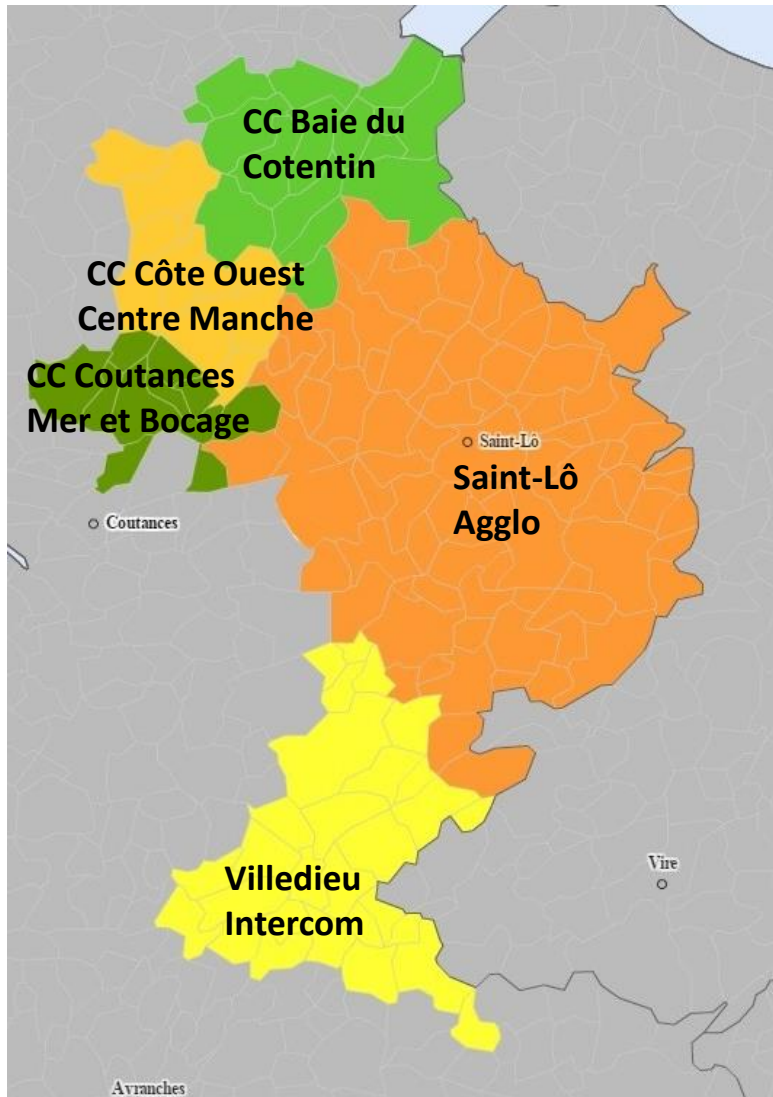 CC Baie du
Cotentin
CC Côte Ouest
Centre Manche
CC Coutances
Mer et Bocage
Saint-Lô
Saint-Lô
Agglo
Coutances
Vire
Villedieu
Intercom
Avranches